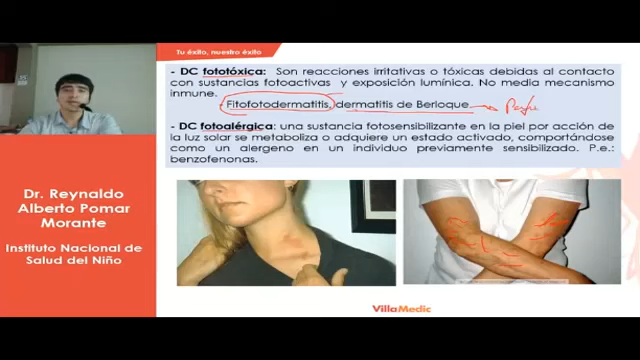 Tu éxito, nuestro éxito
- DC fototóxica: Son reacciones irritativas o tóxicas debidas al contacto
con sustancias fotoactivas y exposición lumínica. No media mecanismo
inmune.
Fitofotodermatitis, dermatitis de Berloque
- DC fotoalérgica: una sustancia fotosensibilizante en la piel por acción de
la luz solar se metaboliza o adquiere un estado activado, comportándose
como un alergeno en un individuo previamente sensibilizado. P.e.:
benzofenonas.
Dr. Reynaldo
Alberto Pomar
Morante
Instituto Nacional de
Salud del Niño
VillaMedic